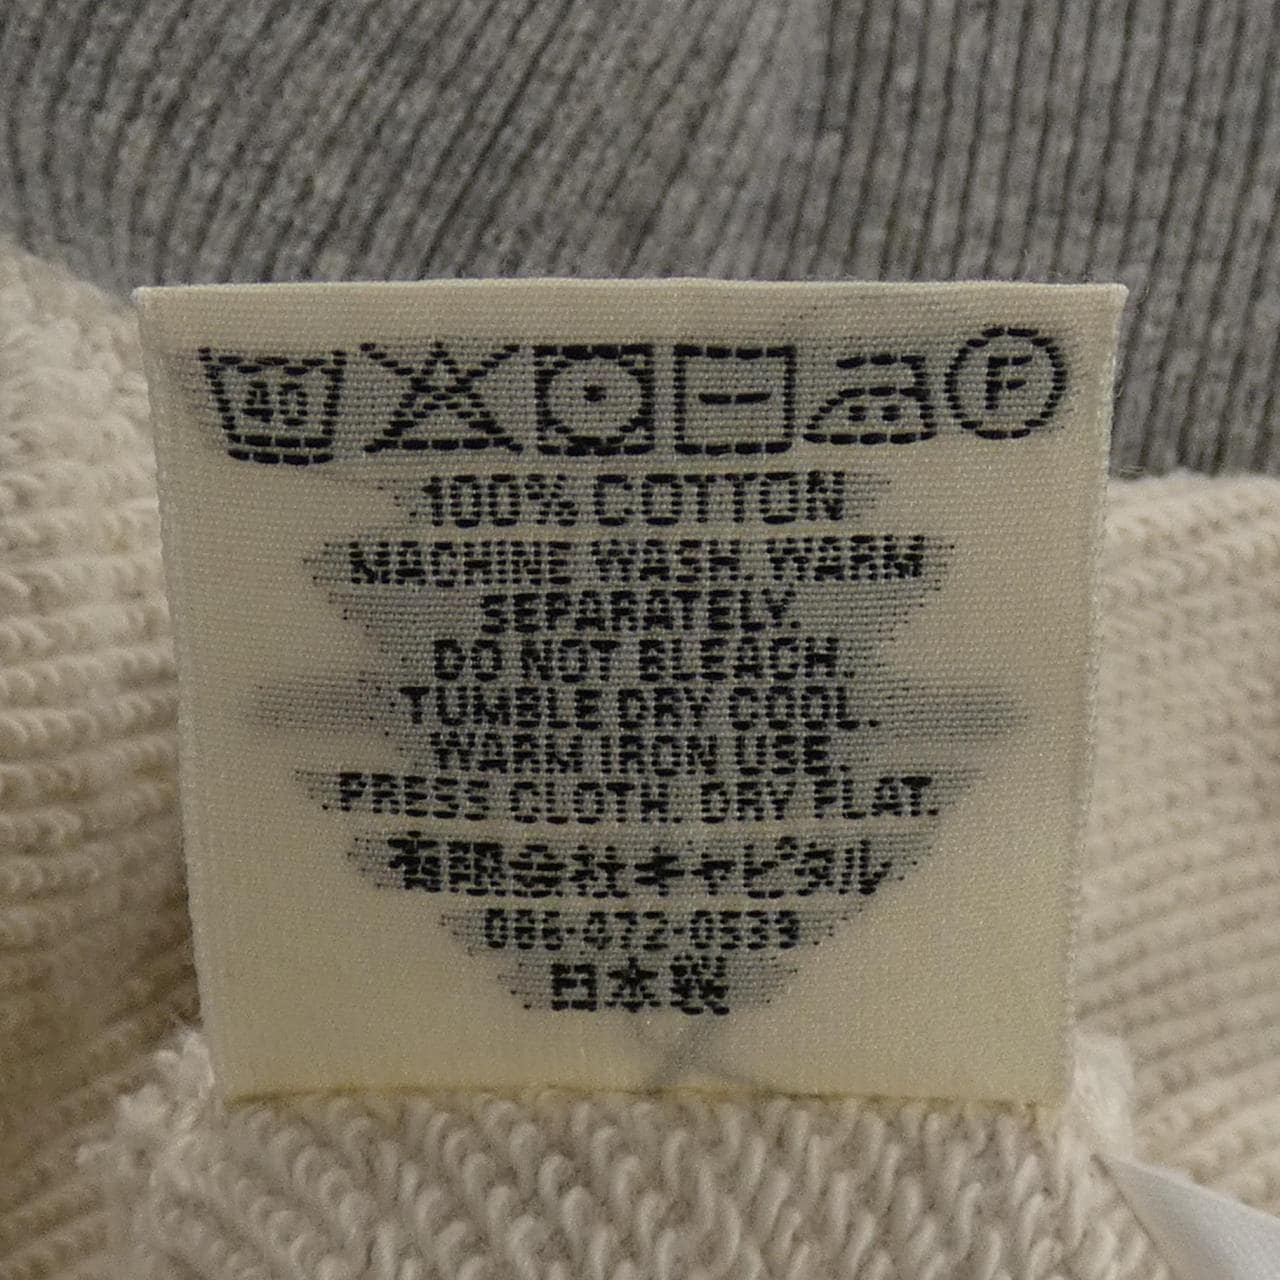 40 F
100% COTTON
MACHINE WASH. WARM
SEPARATELY.
DO NOT BLEACH.
TUMBLE DRY COOL.
WARM IRON USE.
PRESS CLOTH. DRY FLAT.
有限会社キャピタル
086-472-0539
日本製